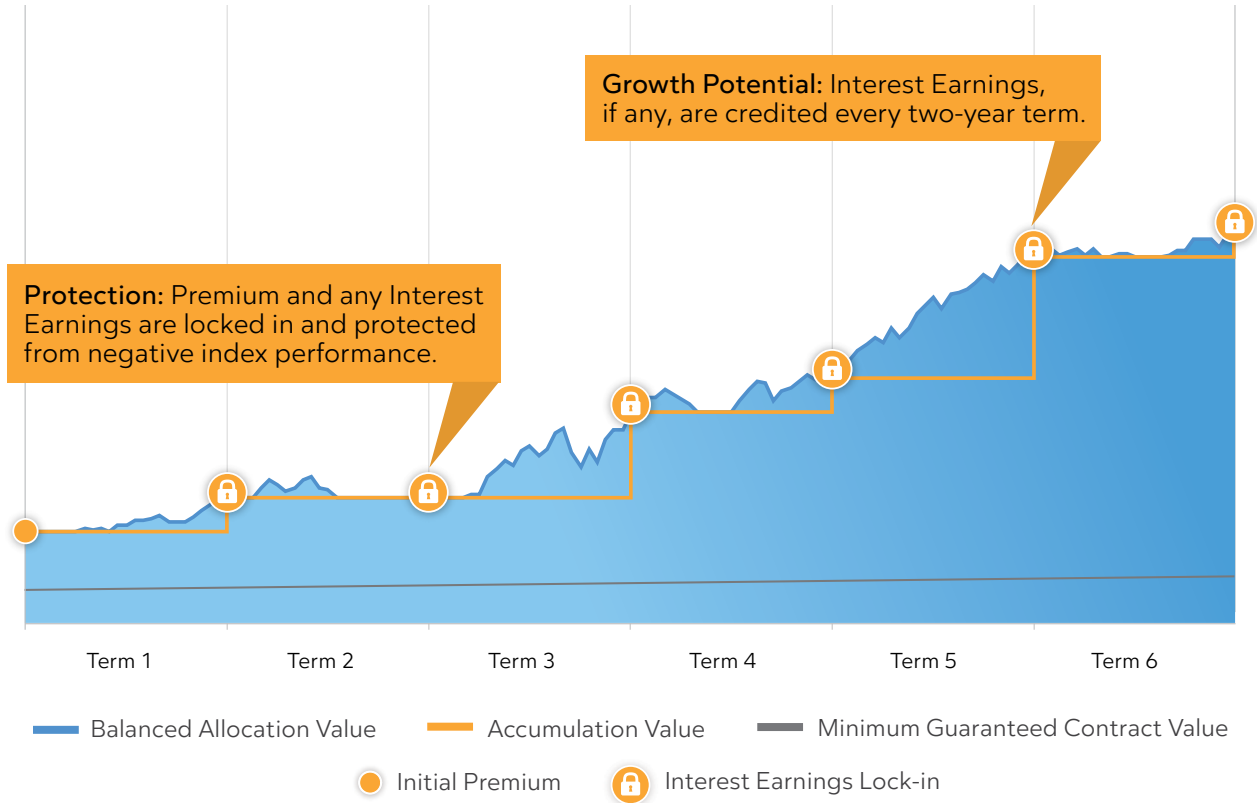 Growth Potential: Interest Earnings,
if any, are credited every two-year term.
Protection: Premium and any Interest
Earnings are locked in and protected
from negative index performance.
Term 1 Term 2 Term 3 Term 4 Term 5 Term 6
Balanced Allocation Value Accumulation Value Minimum Guaranteed Contract Value
Initial Premium Interest Earnings Lock-in